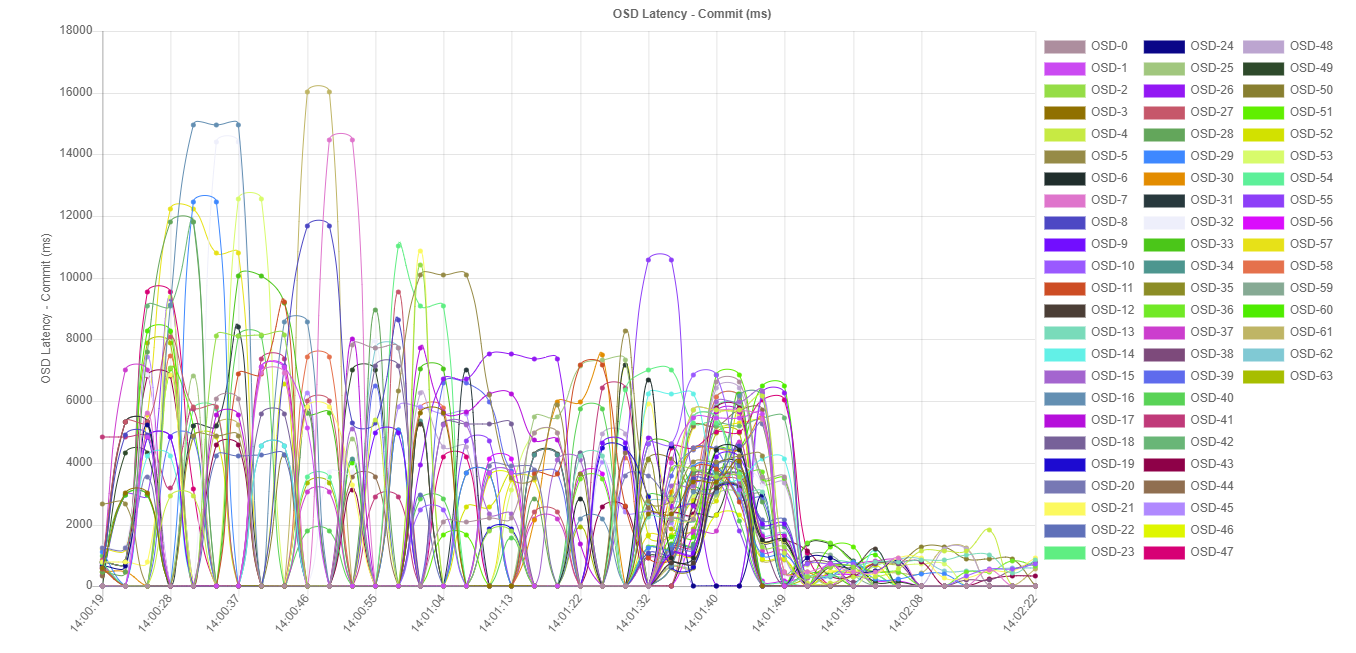 OSD Latency - Commit (ms)
OSD Latency - Commit (ms)
18000
16000
14000
12000
10000
8000
6000
4000
2000
0
14:00:18
14:00:28
14:00:37
14:00:46
14:00:55
14:01:04
14:01:13
14:01:22
14:01:32
14:01:40
14:01:49
14:01:58
14:02:08
14:02:22
OSD-0 OSD-24 OSD-48
OSD-1 OSD-25 OSD-49
OSD-2 OSD-26 OSD-50
OSD-3 OSD-27 OSD-51
OSD-4 OSD-28 OSD-52
OSD-5 OSD-29 OSD-53
OSD-6 OSD-30 OSD-54
OSD-7 OSD-31 OSD-55
OSD-8 OSD-32 OSD-56
OSD-9 OSD-33 OSD-57
OSD-10 OSD-34 OSD-58
OSD-11 OSD-35 OSD-59
OSD-12 OSD-36 OSD-60
OSD-13 OSD-37 OSD-61
OSD-14 OSD-38 OSD-62
OSD-15 OSD-39 OSD-63
OSD-16 OSD-40
OSD-17 OSD-41
OSD-18 OSD-42
OSD-19 OSD-43
OSD-20 OSD-44
OSD-21 OSD-45
OSD-22 OSD-46
OSD-23 OSD-47